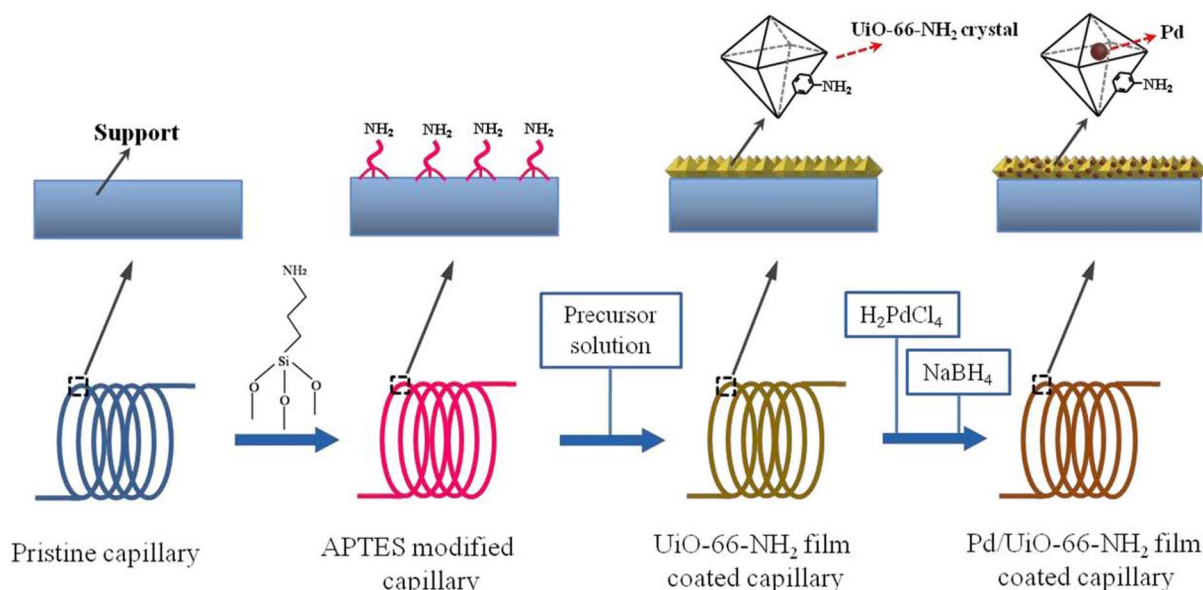 Support
NH₂ NH₂ NH₂ NH₂
UiO-66-NH₂ crystal
NH₂
Pd
NH₂
NH₂
Si
O O
O
Precursor
solution
H₂PdCl₄
NaBH₄
Pristine capillary
APTES modified
capillary
UiO-66-NH₂ film
coated capillary
Pd/UiO-66-NH₂ film
coated capillary